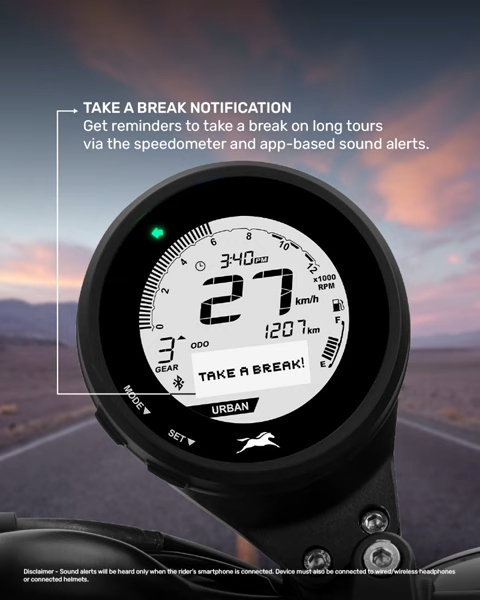 TAKE A BREAK NOTIFICATION
Get reminders to take a break on long tours
via the speedometer and app-based sound alerts.
0 2 4 6 8 10 12
x1000
RPM
3:40 PM
27 km/h
1207 km
ODO
3
GEAR
F
E
TAKE A BREAK!
URBAN
MODE
SET
Disclaimer - Sound alerts will be heard only when the rider's smartphone is connected. Device must also be connected to wired/wireless headphones
or connected helmets.